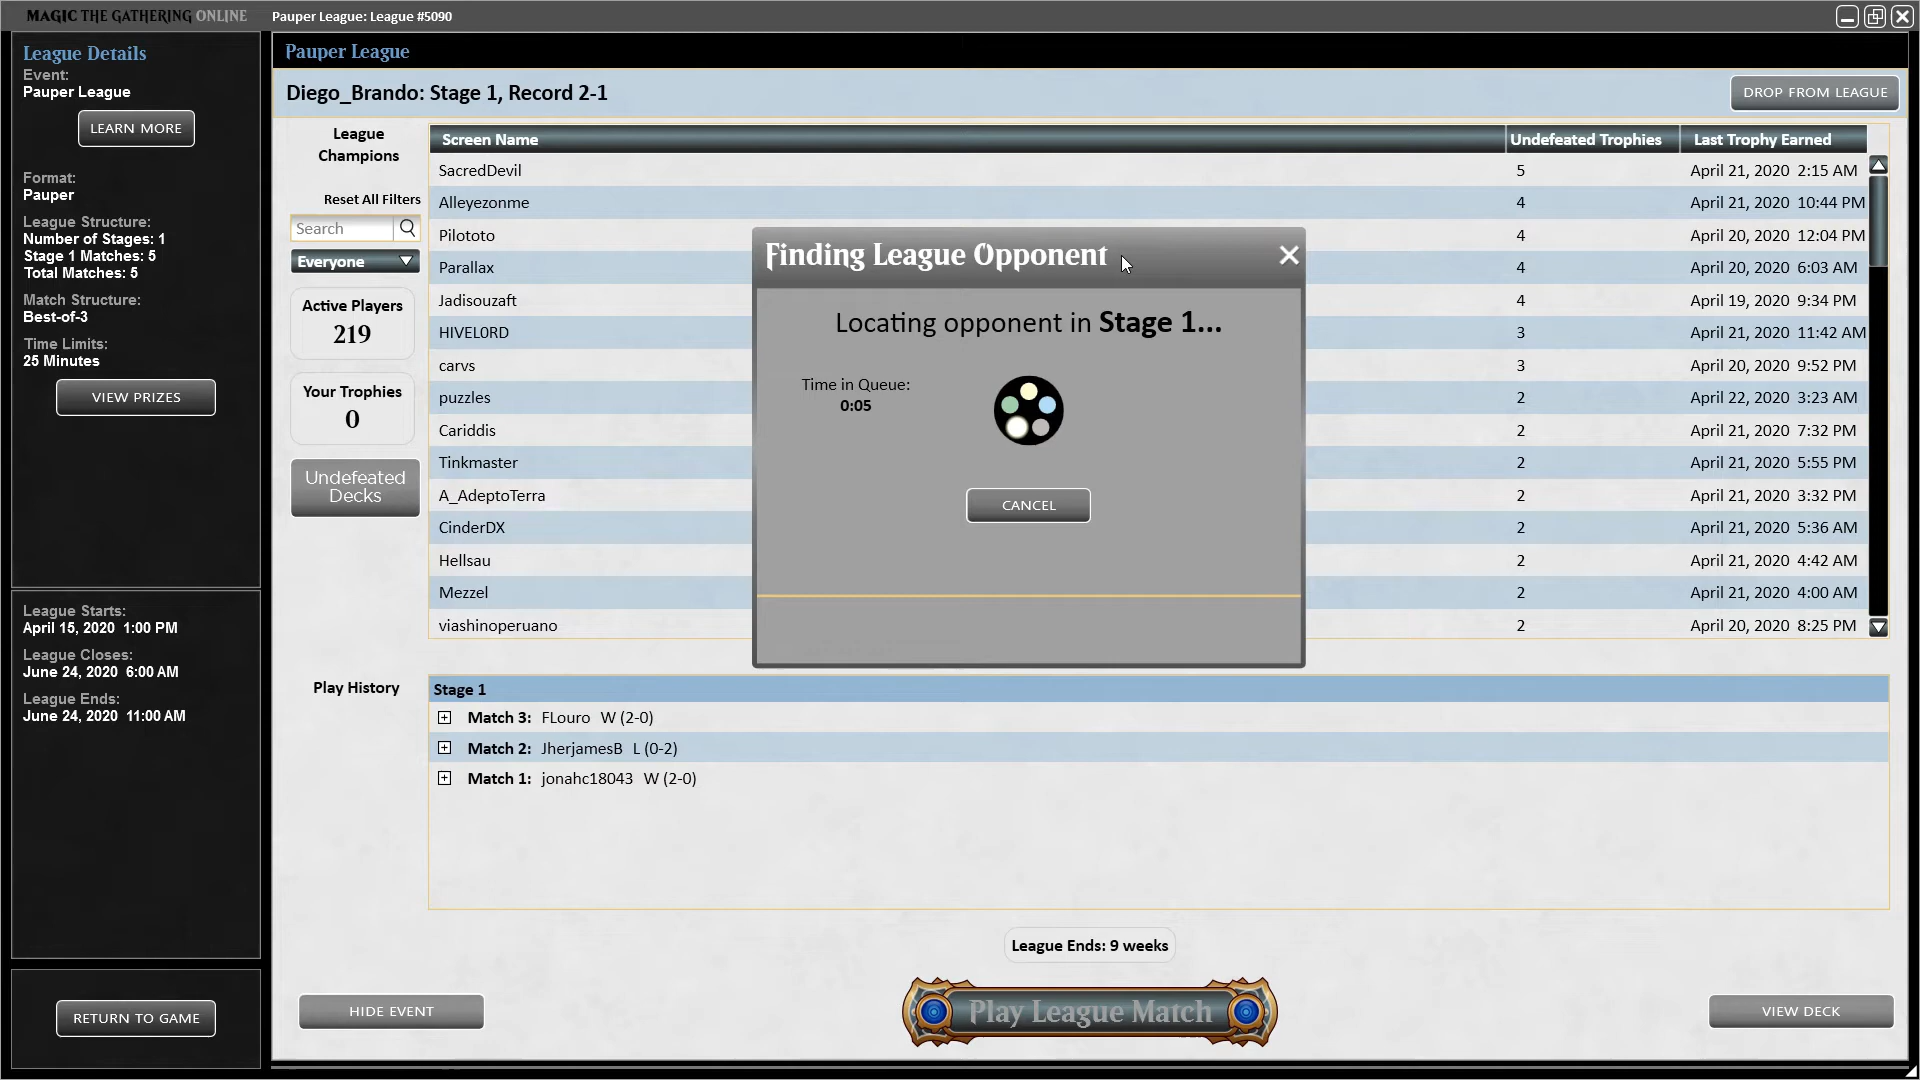 MAGIC THE GATHERING ONLINE
Pauper League: League #5090
League Details
Event:
Pauper League
LEARN MORE
Format:
Pauper
League Structure:
Number of Stages: 1
Stage 1 Matches: 5
Total Matches: 5
Match Structure:
Best-of-3
Time Limits:
25 Minutes
VIEW PRIZES
League Starts:
April 15, 2020 1:00 PM
League Closes:
June 24, 2020 6:00 AM
League Ends:
June 24, 2020 11:00 AM
RETURN TO GAME
Pauper League
Diego_Brando: Stage 1, Record 2-1
DROP FROM LEAGUE
League
Champions
Reset All Filters
Search
Everyone
Active Players
219
Your Trophies
0
Undefeated
Decks
Screen Name Undefeated Trophies Last Trophy Earned
SacredDevil 5 April 21, 2020 2:15 AM
Alleyezonme 4 April 21, 2020 10:44 PM
Pilototo 4 April 20, 2020 12:04 PM
Parallax 4 April 20, 2020 6:03 AM
Jadisouzaft 4 April 19, 2020 9:34 PM
HIVEL0RD 3 April 21, 2020 11:42 AM
carvs 3 April 20, 2020 9:52 PM
puzzles 2 April 22, 2020 3:23 AM
Cariddis 2 April 21, 2020 7:32 PM
Tinkmaster 2 April 21, 2020 5:55 PM
A_AdeptoTerra 2 April 21, 2020 3:32 PM
CinderDX 2 April 21, 2020 5:36 AM
Hellsau 2 April 21, 2020 4:42 AM
Mezzel 2 April 21, 2020 4:00 AM
viashinoperuano 2 April 20, 2020 8:25 PM
Finding League Opponent
Locating opponent in Stage 1...
Time in Queue:
0:05
CANCEL
Play History
Stage 1
Match 3: FLouro W (2-0)
Match 2: JherjamesB L (0-2)
Match 1: jonahc18043 W (2-0)
League Ends: 9 weeks
HIDE EVENT
Play League Match
VIEW DECK